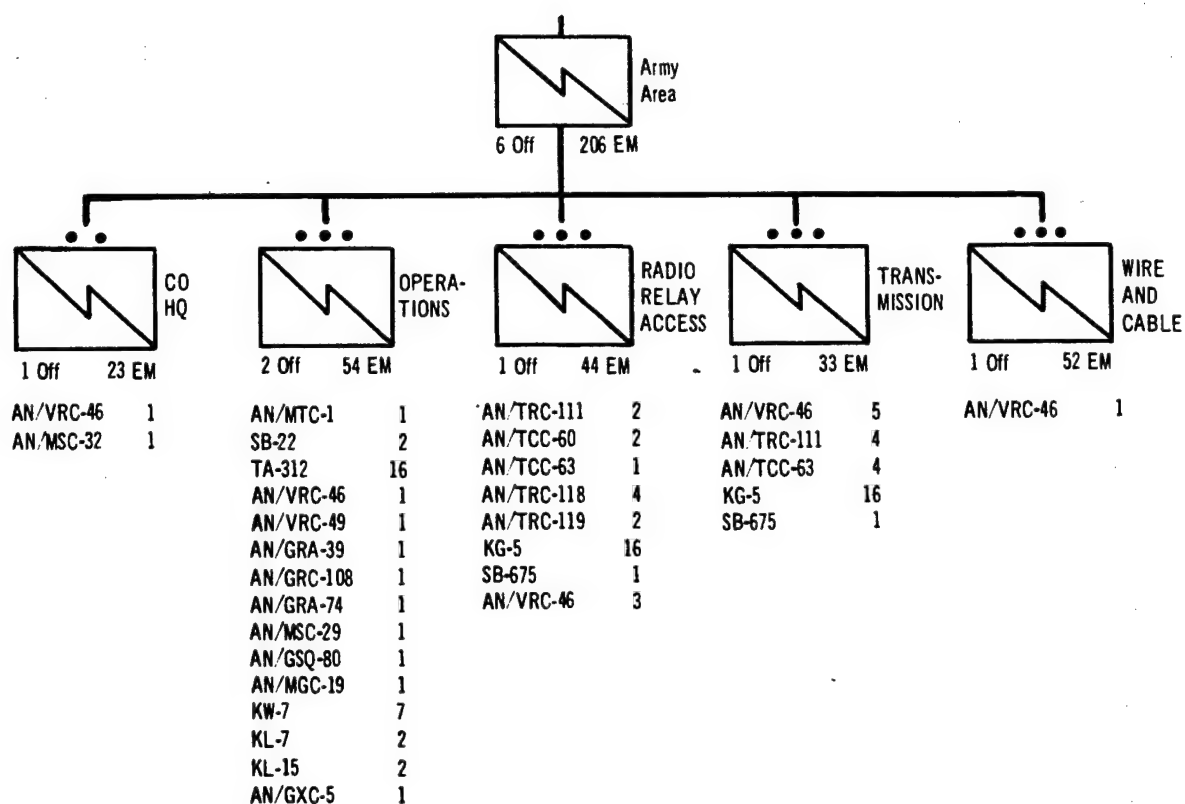 Army
Area
6 Off 206 EM
CO
HQ
1 Off 23 EM
AN/VRC-46 1
AN/MSC-32 1
OPERA-
TIONS
2 Off 54 EM
AN/MTC-1 1
SB-22 2
TA-312 16
AN/VRC-46 1
AN/VRC-49 1
AN/GRA-39 1
AN/GRC-108 1
AN/GRA-74 1
AN/MSC-29 1
AN/GSQ-80 1
AN/MGC-19 1
KW-7 7
KL-7 2
KL-15 2
AN/GXC-5 1
RADIO
RELAY
ACCESS
1 Off 44 EM
AN/TRC-111 2
AN/TCC-60 2
AN/TCC-63 1
AN/TRC-118 4
AN/TRC-119 2
KG-5 16
SB-675 1
AN/VRC-46 3
TRANS-
MISSION
1 Off 33 EM
AN/VRC-46 5
AN/TRC-111 4
AN/TCC-63 4
KG-5 16
SB-675 1
WIRE
AND
CABLE
1 Off 52 EM
AN/VRC-46 1